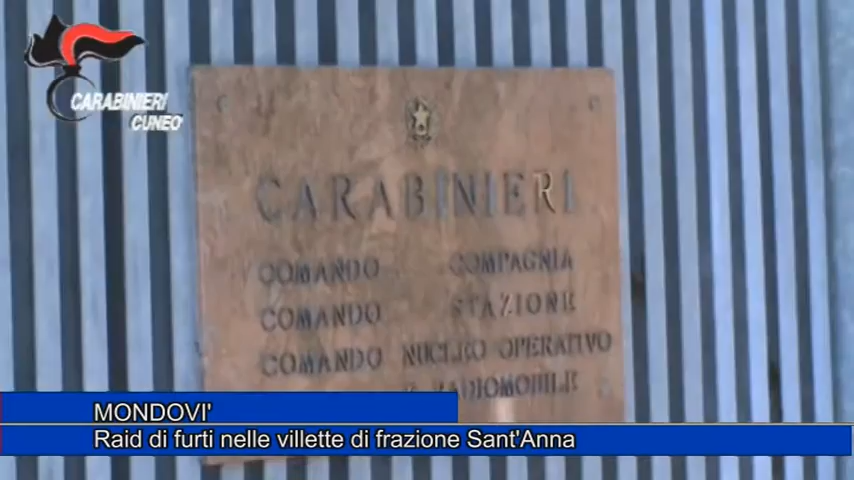 CARABINIERI
CUNEO
CARABINIERI
COMANDO COMPAGNIA
COMANDO STAZIONE
COMANDO NUCLEO OPERATIVO
E RADIOMOBILE
MONDOVI'
Raid di furti nelle villette di frazione Sant'Anna